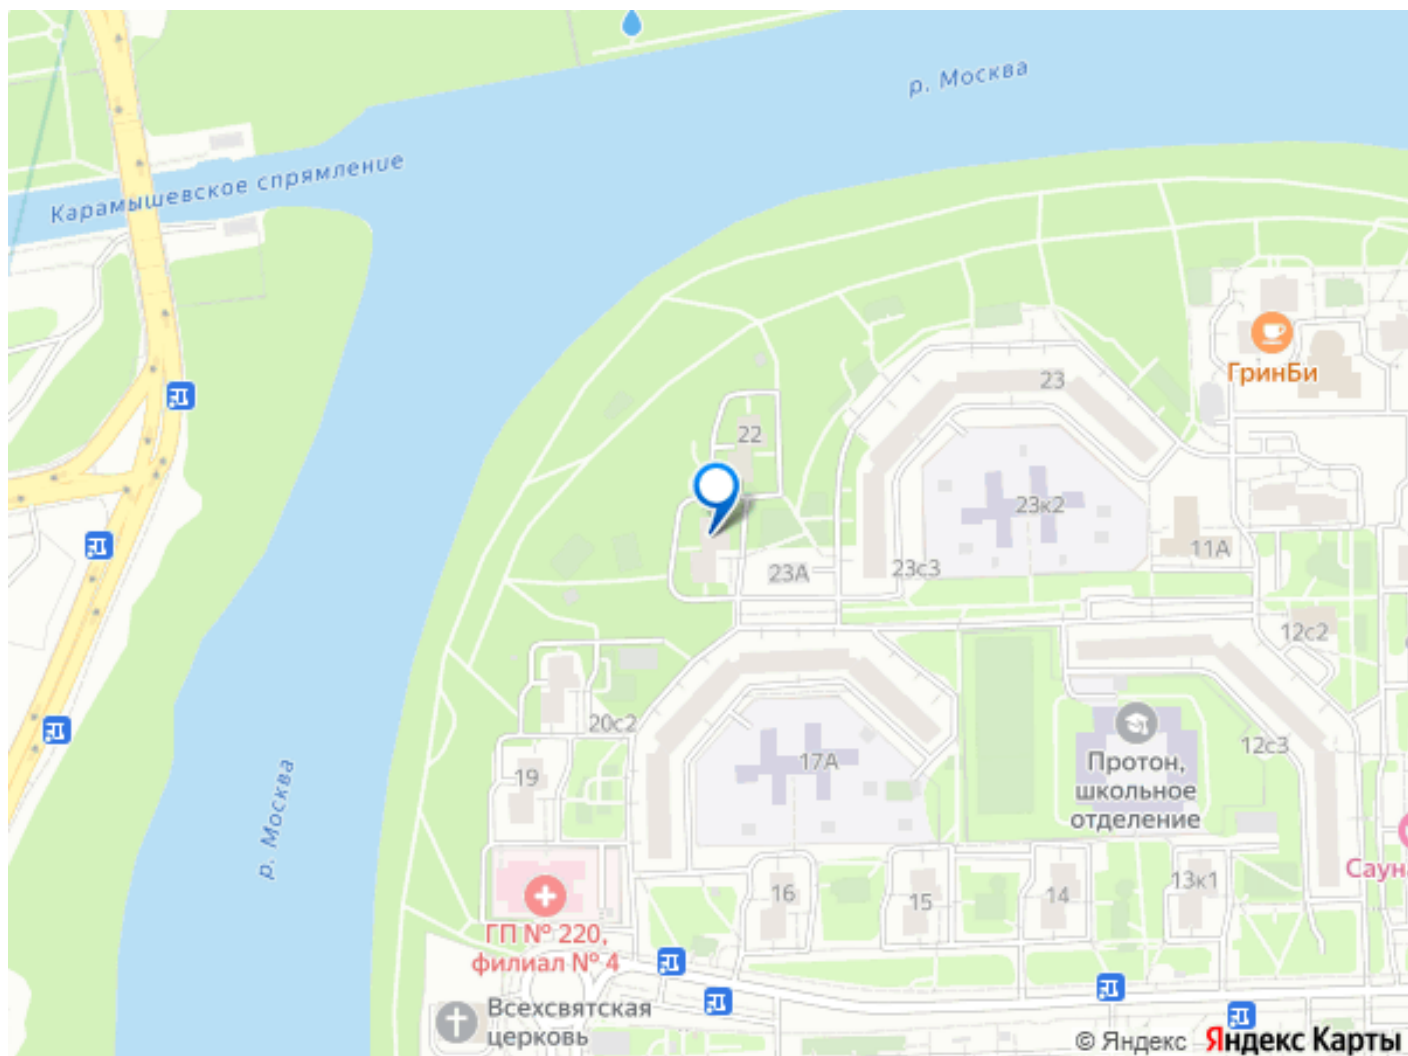 р. Москва
Карамышевское спрямление
ГринБи
23
22
23к2
11А
23А
23с3
12с2
20с2
12с3
17А
19
Протон,
школьное
отделение
13к1
16
15
14
ГП № 220,
филиал № 4
р. Москва
Всехсвятская
церковь
© Яндекс Яндекс Карты